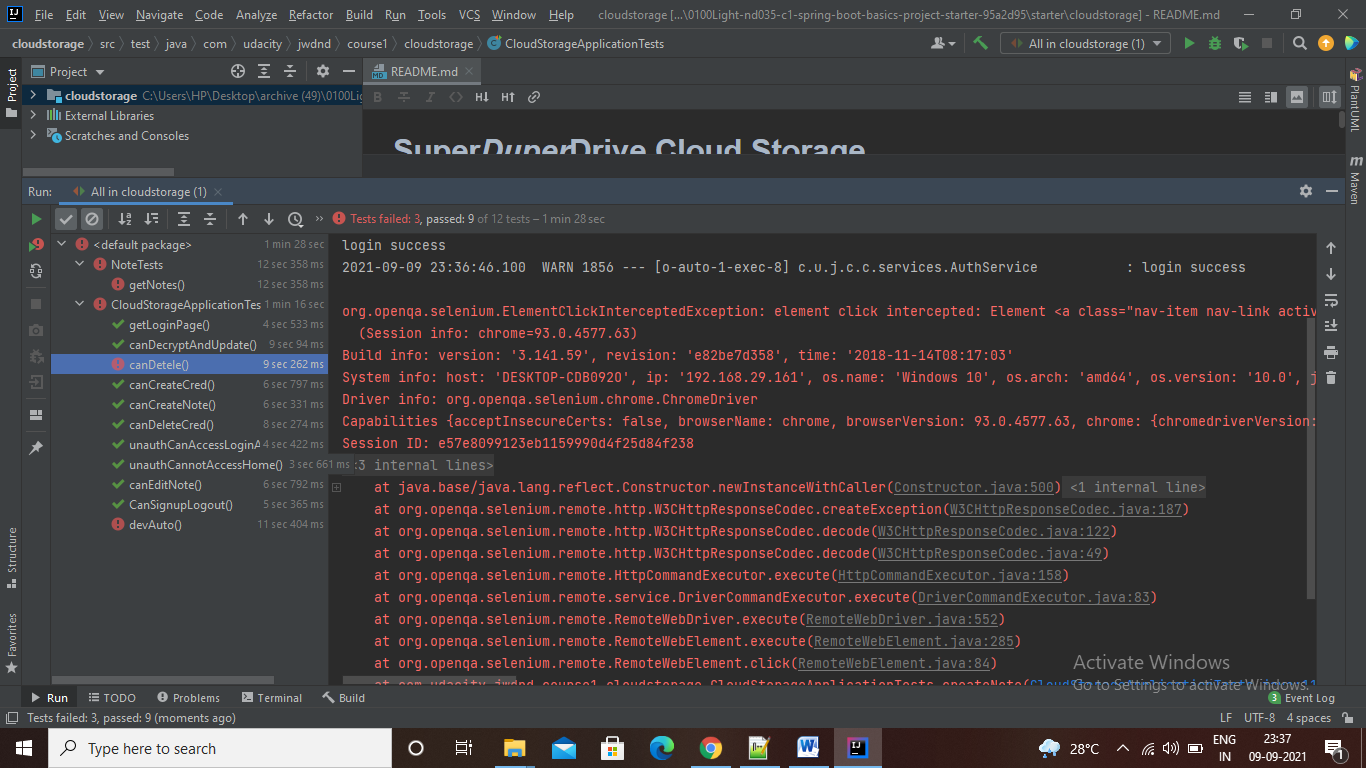 File Edit View Navigate Code Analyze Refactor Build Run Tools VCS Window Help cloudstorage [...\0100Light-nd035-c1-spring-boot-basics-project-starter-95a2d95\starter\cloudstorage] - README.md
cloudstorage src test java com udacity jwdnd course1 cloudstorage CloudStorageApplicationTests All in cloudstorage (1)
Project
Project
README.md
cloudstorage C:\Users\HP\Desktop\archive (49)\0100Lig
External Libraries
Scratches and Consoles
B I H↓ H↑
SuperDuperDrive Cloud Storage
PlantUML
Maven
Run: All in cloudstorage (1)
Tests failed: 3, passed: 9 of 12 tests – 1 min 28 sec
<default package> 1 min 28 sec
NoteTests 12 sec 358 ms
getNotes() 12 sec 358 ms
CloudStorageApplicationTes 1 min 16 sec
getLoginPage() 4 sec 533 ms
canDecryptAndUpdate() 9 sec 94 ms
canDetele() 9 sec 262 ms
canCreateCred() 6 sec 797 ms
canCreateNote() 6 sec 331 ms
canDeleteCred() 8 sec 274 ms
unauthCanAccessLoginA 4 sec 422 ms
unauthCannotAccessHome() 3 sec 661 ms
canEditNote() 6 sec 792 ms
CanSignupLogout() 5 sec 365 ms
devAuto() 11 sec 404 ms
login success
2021-09-09 23:36:46.100 WARN 1856 --- [o-auto-1-exec-8] c.u.j.c.c.services.AuthService : login success
org.openqa.selenium.ElementClickInterceptedException: element click intercepted: Element <a class="nav-item nav-link activ
(Session info: chrome=93.0.4577.63)
Build info: version: '3.141.59', revision: 'e82be7d358', time: '2018-11-14T08:17:03'
System info: host: 'DESKTOP-CDB092O', ip: '192.168.29.161', os.name: 'Windows 10', os.arch: 'amd64', os.version: '10.0', j
Driver info: org.openqa.selenium.chrome.ChromeDriver
Capabilities {acceptInsecureCerts: false, browserName: chrome, browserVersion: 93.0.4577.63, chrome: {chromedriverVersion:
Session ID: e57e8099123eb1159990d4f25d84f238
<3 internal lines>
at java.base/java.lang.reflect.Constructor.newInstanceWithCaller(Constructor.java:500) <1 internal line>
at org.openqa.selenium.remote.http.W3CHttpResponseCodec.createException(W3CHttpResponseCodec.java:187)
at org.openqa.selenium.remote.http.W3CHttpResponseCodec.decode(W3CHttpResponseCodec.java:122)
at org.openqa.selenium.remote.http.W3CHttpResponseCodec.decode(W3CHttpResponseCodec.java:49)
at org.openqa.selenium.remote.HttpCommandExecutor.execute(HttpCommandExecutor.java:158)
at org.openqa.selenium.remote.service.DriverCommandExecutor.execute(DriverCommandExecutor.java:83)
at org.openqa.selenium.remote.RemoteWebDriver.execute(RemoteWebDriver.java:552)
at org.openqa.selenium.remote.RemoteWebElement.execute(RemoteWebElement.java:285)
at org.openqa.selenium.remote.RemoteWebElement.click(RemoteWebElement.java:84)
at com.udacity.jwdnd.course1.cloudstorage.CloudStorageApplicationTests.createNote(
Activate Windows
Go to Settings to activate Windows.
Structure
Favorites
Run TODO Problems Terminal Build 3 Event Log
Tests failed: 3, passed: 9 (moments ago) LF UTF-8 4 spaces
Type here to search
28°C ENG IN 23:37 09-09-2021 1